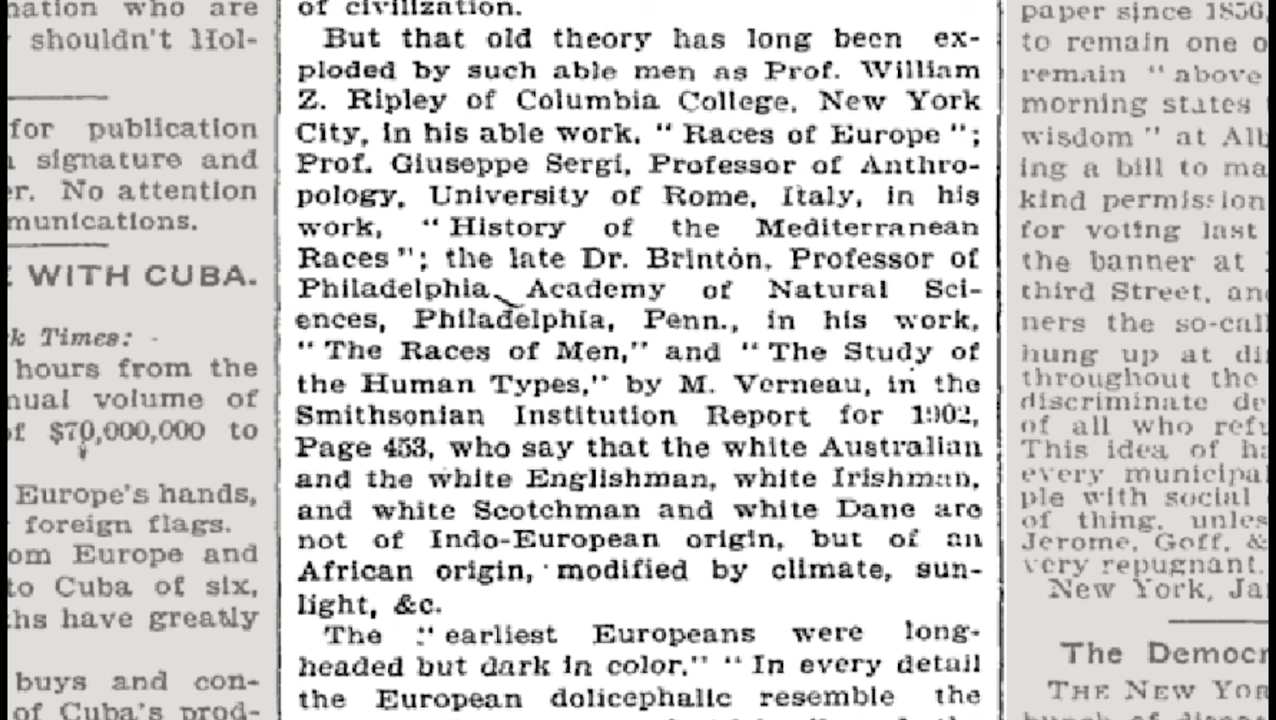 nation who are
shouldn't Hol-
for publication
signature and
er. No attention
munications.
WITH CUBA.
k Times:
hours from the
nual volume of
of $70,000,000 to
Europe's hands,
foreign flags.
om Europe and
to Cuba of six,
hs have greatly
buys and con-
of Cuba's prod-
of civilization.
But that old theory has long been ex-
ploded by such able men as Prof. William
Z. Ripley of Columbia College, New York
City, in his able work, "Races of Europe";
Prof. Giuseppe Sergi, Professor of Anthro-
pology, University of Rome, Italy, in his
work, "History of the Mediterranean
Races"; the late Dr. Brinton, Professor of
Philadelphia Academy of Natural Sci-
ences, Philadelphia, Penn., in his work,
"The Races of Men," and "The Study of
the Human Types," by M. Verneau, in the
Smithsonian Institution Report for 1902,
Page 453, who say that the white Australian
and the white Englishman, white Irishman,
and white Scotchman and white Dane are
not of Indo-European origin, but of an
African origin, modified by climate, sun-
light, &c.
The "earliest Europeans were long-
headed but dark in color." "In every detail
the European dolicephalic resemble the
paper since 1856,
to remain one o
remain "above
morning states
wisdom" at Alb
ing a bill to ma
kind permission
for voting last
the banner at
third Street, an
ners the so-call
hung up at di
throughout the
discriminate de
of all who refu
This idea of ha
every municipal
ple with social
of thing, unles
Jerome, Goff, &
very repugnant.
New York, Ja
The Democr
THE NEW YOR